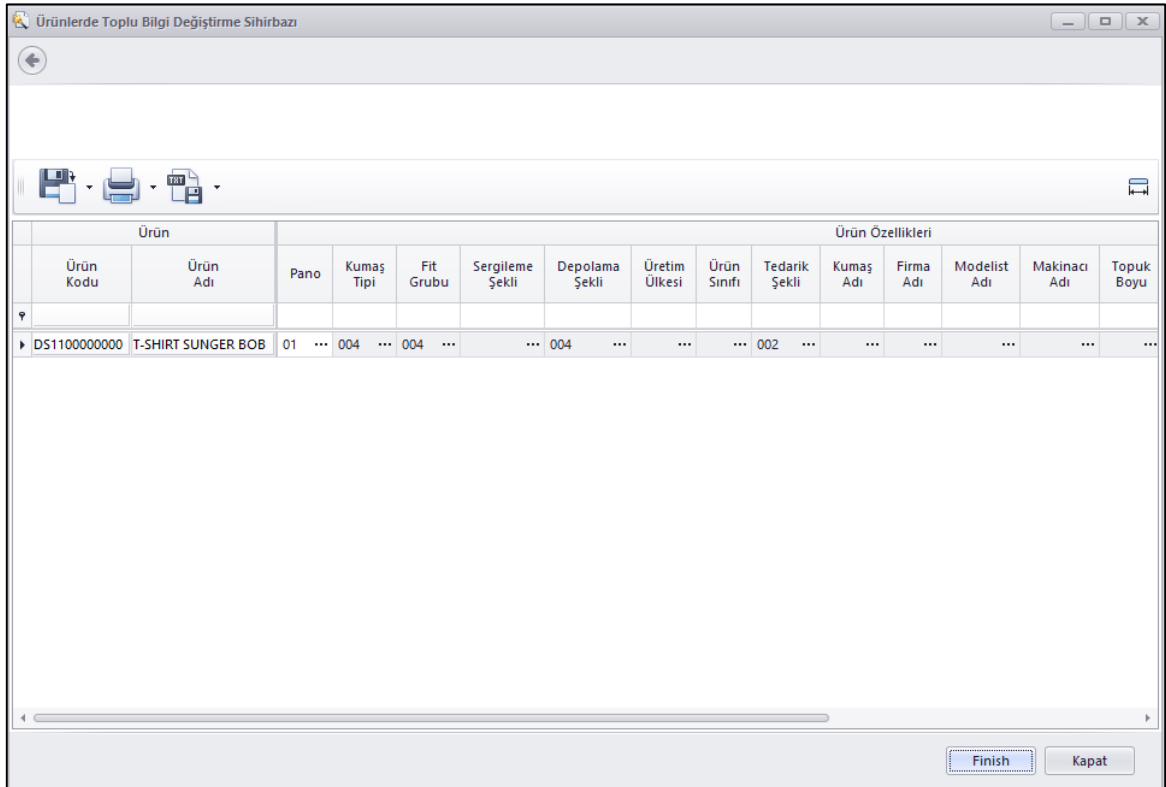 Ürünlerde Toplu Bilgi Değiştirme Sihirbazı
TXT
Ürün Ürün Özellikleri
Ürün Kodu Ürün Adı Pano Kumaş Tipi Fit Grubu Sergileme Şekli Depolama Şekli Üretim Ülkesi Ürün Sınıfı Tedarik Şekli Kumaş Adı Firma Adı Modelist Adı Makinacı Adı Topuk Boyu
DS1100000000 T-SHIRT SUNGER BOB 01 ... 004 ... 004 ... ... 004 ... ... ... 002 ... ... ... ... ... ...
Finish Kapat